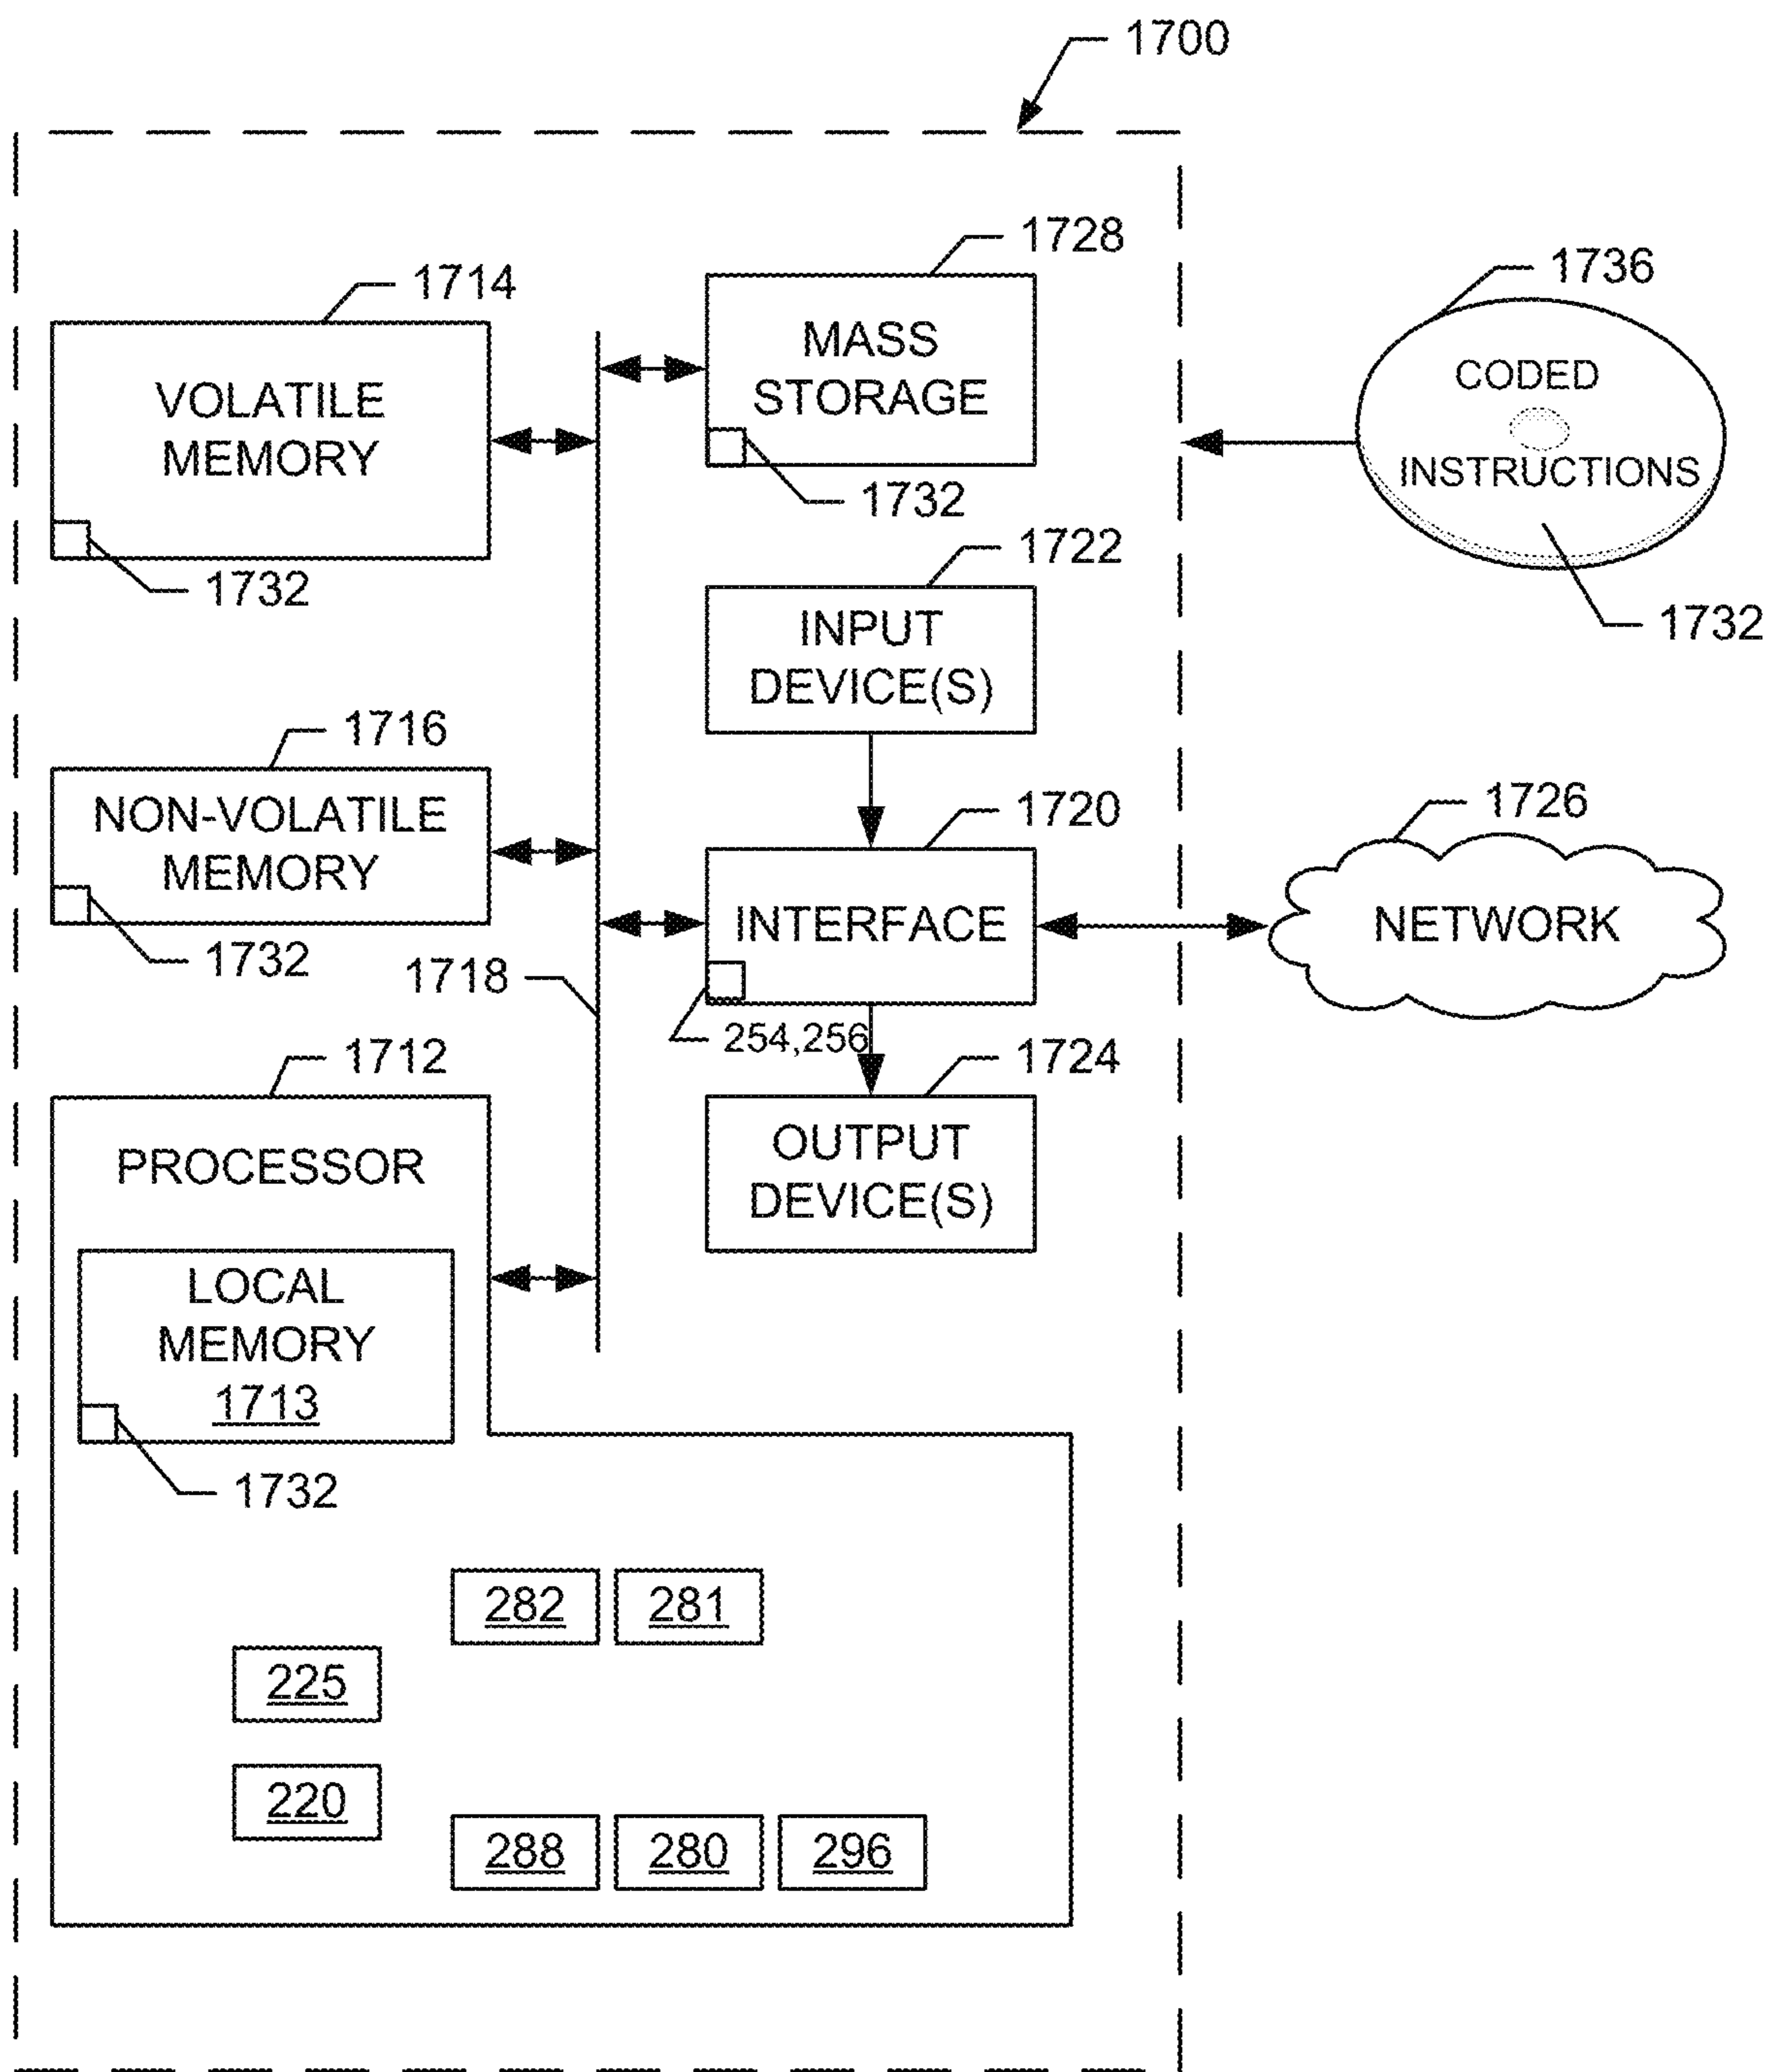 1700
1728
1714
1736
MASS
STORAGE
VOLATILE
MEMORY
CODED
INSTRUCTIONS
1732
1732
1722
1732
INPUT
DEVICE(S)
1716
1720
1726
NON-VOLATILE
MEMORY
INTERFACE
NETWORK
1732
1718
254,256
1712
1724
PROCESSOR
OUTPUT
DEVICE(S)
LOCAL
MEMORY
1713
1732
282
281
225
220
288
280
296